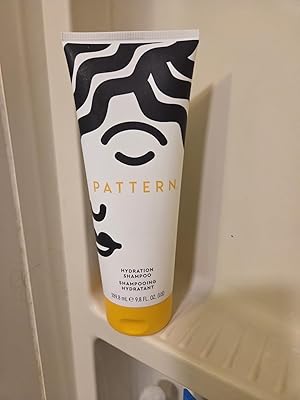 PATTERN
HYDRATION
SHAMPOO
SHAMPOOING
HYDRATANT